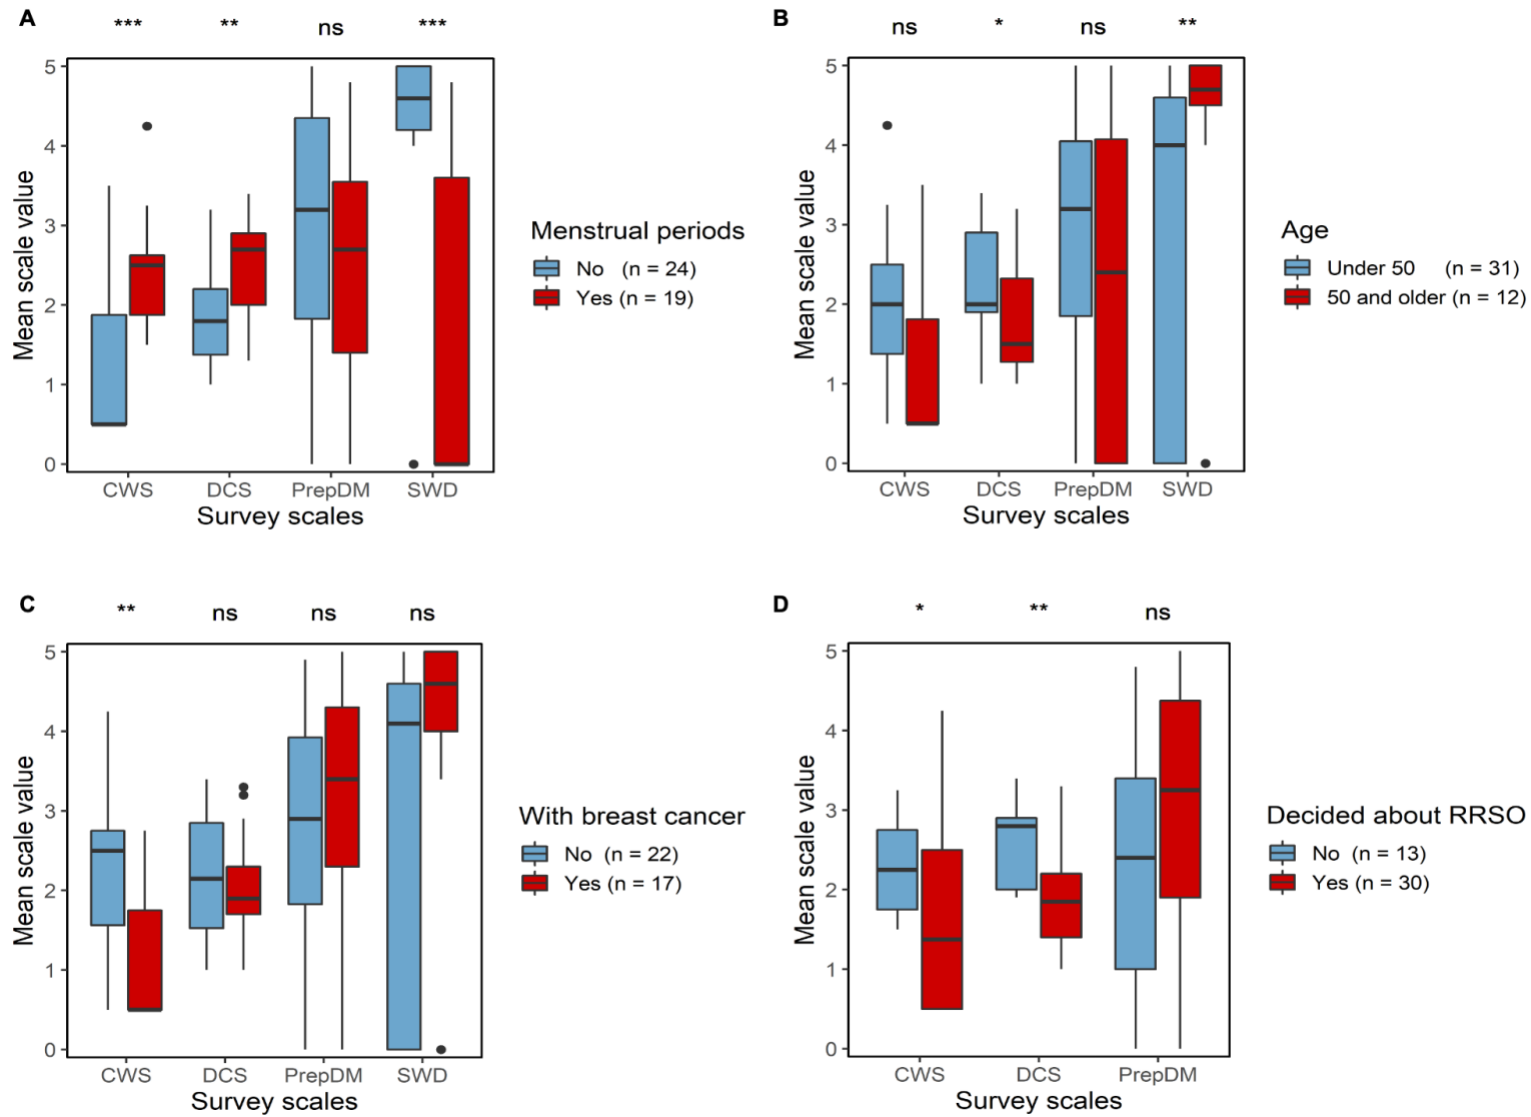 A
*** ** ns ***
5
4
3
2
1
0
Mean scale value
CWS DCS PrepDM SWD
Survey scales
Menstrual periods
No (n = 24)
Yes (n = 19)
B
ns * ns **
5
4
3
2
1
0
Mean scale value
CWS DCS PrepDM SWD
Survey scales
Age
Under 50 (n = 31)
50 and older (n = 12)
C
** ns ns ns
5
4
3
2
1
0
Mean scale value
CWS DCS PrepDM SWD
Survey scales
With breast cancer
No (n = 22)
Yes (n = 17)
D
* ** ns
5
4
3
2
1
0
Mean scale value
CWS DCS PrepDM
Survey scales
Decided about RRSO
No (n = 13)
Yes (n = 30)